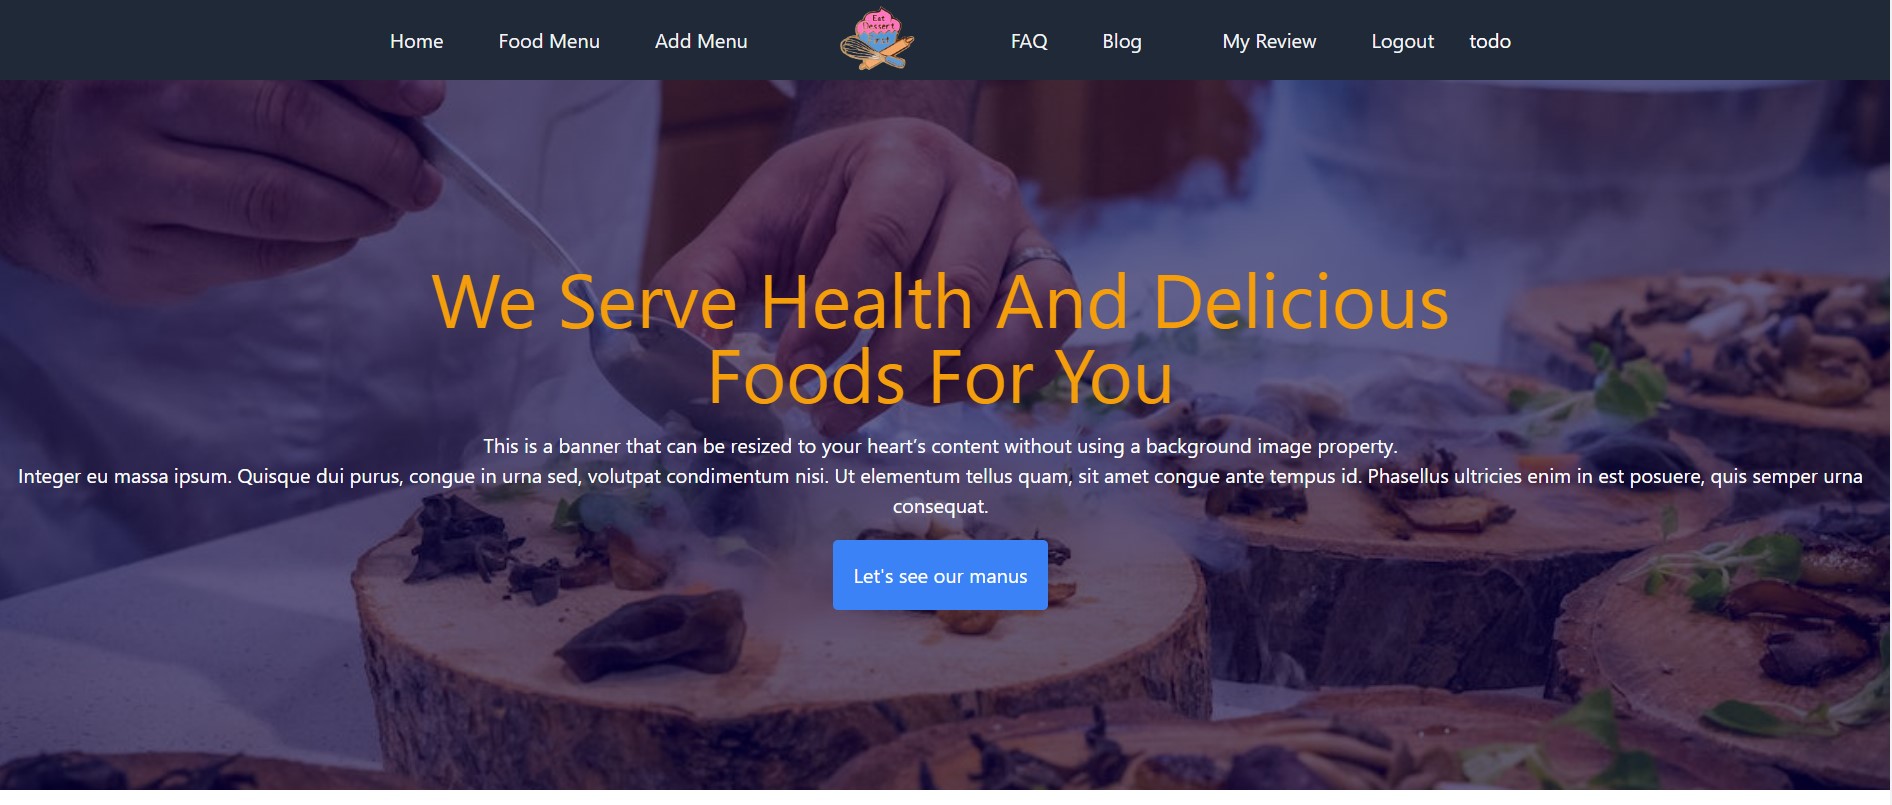 Home Food Menu Add Menu
Eat
Dessert
First
FAQ Blog My Review Logout todo
We Serve Health And Delicious
Foods For You
This is a banner that can be resized to your heart's content without using a background image property.
Integer eu massa ipsum. Quisque dui purus, congue in urna sed, volutpat condimentum nisi. Ut elementum tellus quam, sit amet congue ante tempus id. Phasellus ultricies enim in est posuere, quis semper urna
consequat.
Let's see our manus